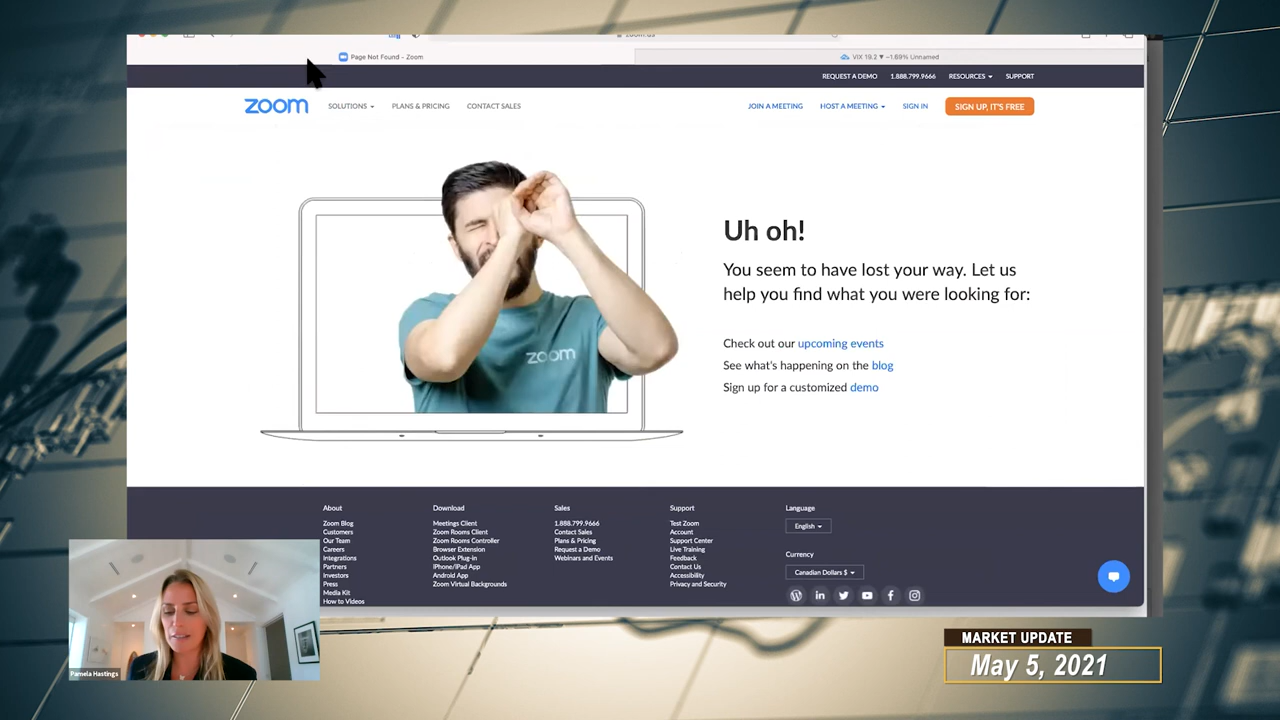 Page Not Found - Zoom
VIX 19.2 ▼ −1.69% Unnamed
REQUEST A DEMO 1.888.799.9666 RESOURCES SUPPORT
zoom SOLUTIONS PLANS & PRICING CONTACT SALES JOIN A MEETING HOST A MEETING SIGN IN SIGN UP, IT'S FREE
Uh oh!
You seem to have lost your way. Let us
help you find what you were looking for:
Check out our upcoming events
See what's happening on the blog
Sign up for a customized demo
zoom
About
Zoom Blog
Customers
Our Team
Careers
Integrations
Partners
Investors
Press
Media Kit
How to Videos
Download
Meetings Client
Zoom Rooms Client
Zoom Rooms Controller
Browser Extension
Outlook Plug-in
iPhone/iPad App
Android App
Zoom Virtual Backgrounds
Sales
1.888.799.9666
Contact Sales
Plans & Pricing
Request a Demo
Webinars and Events
Support
Test Zoom
Account
Support Center
Live Training
Feedback
Contact Us
Accessibility
Privacy and Security
Language
English
Currency
Canadian Dollars $
Pamela Hastings
MARKET UPDATE
May 5, 2021